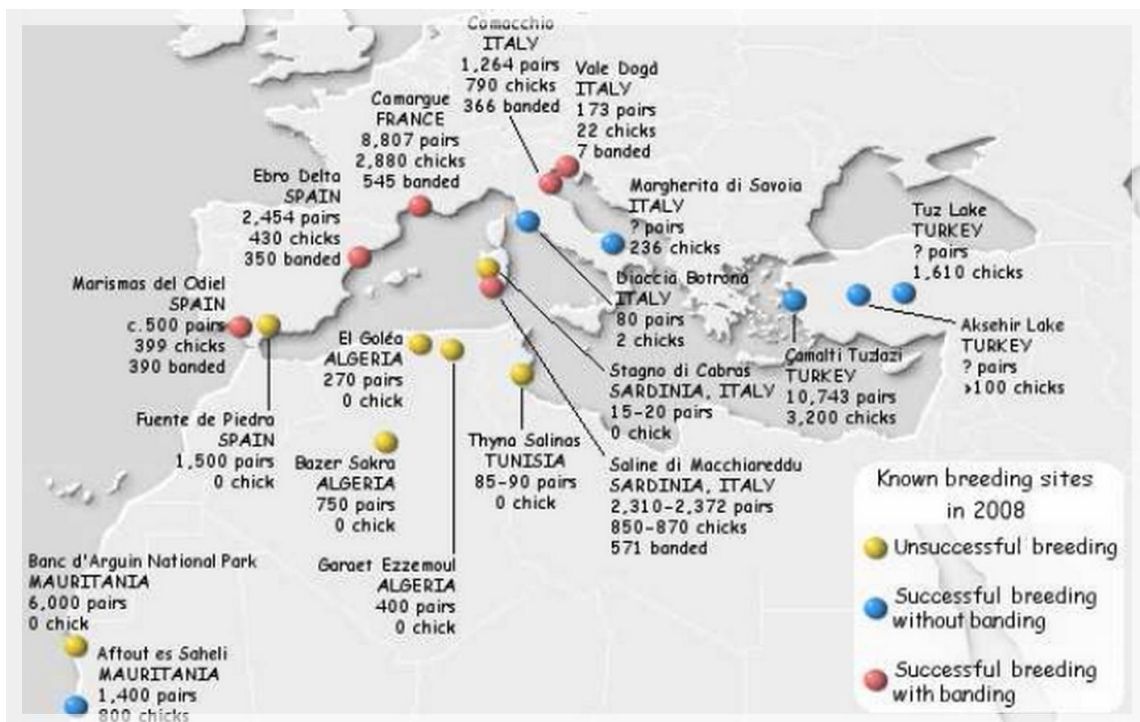 Comacchio
ITALY
1,264 pairs
790 chicks
366 banded
Vale Dogd
ITALY
173 pairs
22 chicks
7 banded
Camargue
FRANCE
8,807 pairs
2,880 chicks
545 banded
Ebro Delta
SPAIN
2,454 pairs
430 chicks
350 banded
Margherita di Savoia
ITALY
? pairs
236 chicks
Tuz Lake
TURKEY
? pairs
1,610 chicks
Marismas del Odiel
SPAIN
c.500 pairs
399 chicks
390 banded
Diaccia Botrona
ITALY
80 pairs
2 chicks
Aksehir Lake
TURKEY
? pairs
>100 chicks
El Goléa
ALGERIA
270 pairs
0 chick
Çamalti Tuzlazi
TURKEY
10,743 pairs
3,200 chicks
Stagno di Cabras
SARDINIA, ITALY
15-20 pairs
0 chick
Fuente de Piedra
SPAIN
1,500 pairs
0 chick
Bazer Sakra
ALGERIA
750 pairs
0 chick
Thyna Salinas
TUNISIA
85-90 pairs
0 chick
Saline di Macchiareddu
SARDINIA, ITALY
2,310-2,372 pairs
850-870 chicks
571 banded
Garaet Ezzemoul
ALGERIA
400 pairs
0 chick
Banc d'Arguin National Park
MAURITANIA
6,000 pairs
0 chick
Aftout es Saheli
MAURITANIA
1,400 pairs
800 chicks
Known breeding sites
in 2008
Unsuccessful breeding
Successful breeding
without banding
Successful breeding
with banding